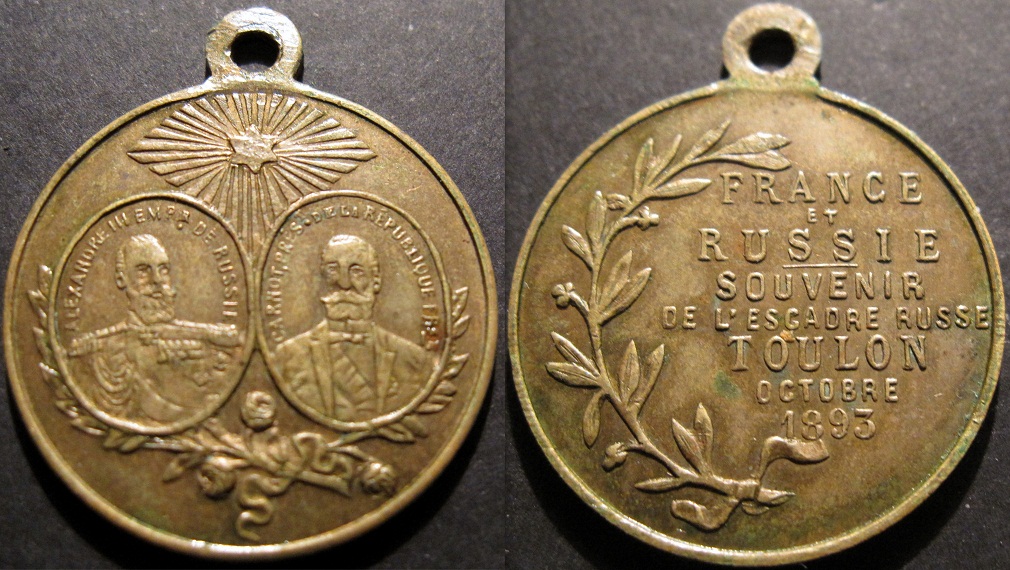 ALEXANDRE III EMPR. DE RUSSIE
CARNOT, PRES. DE LA REPUBLIQUE FRSE
FRANCE
ET
RUSSIE
SOUVENIR
DE L'ESCADRE RUSSE
TOULON
OCTOBRE
1893